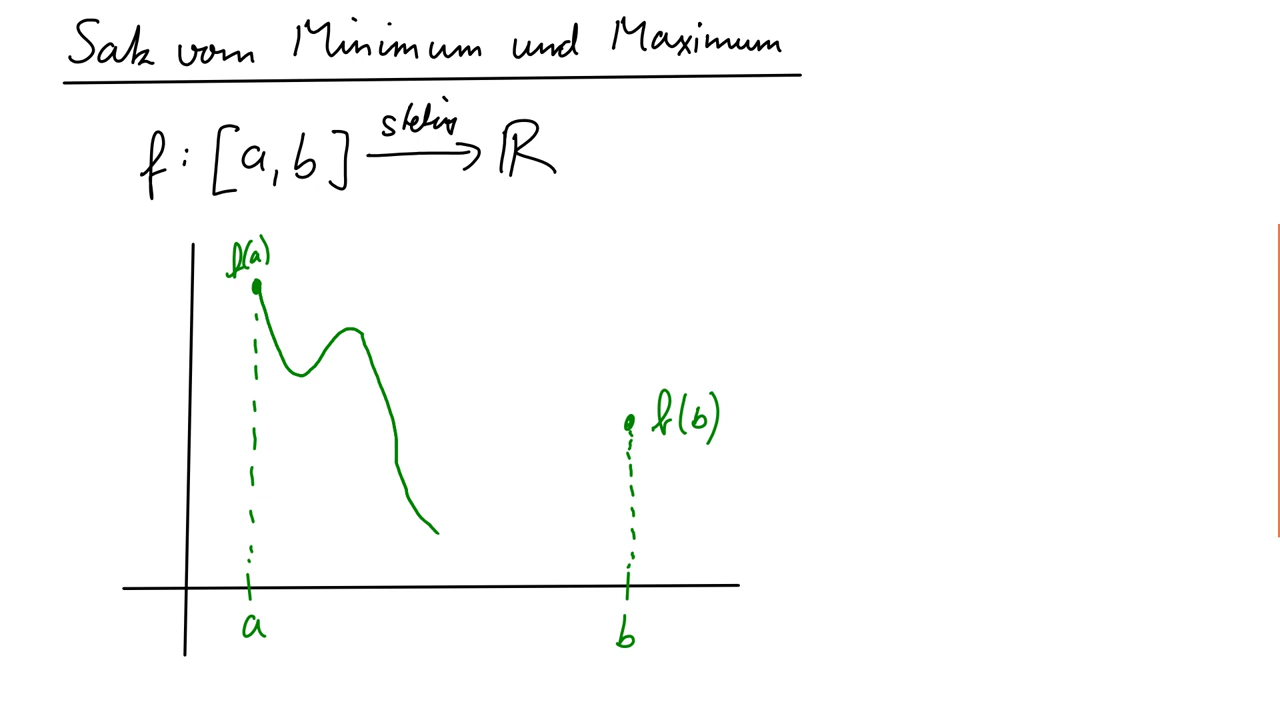 Satz vom Minimum und Maximum
stetig
f: [a,b] ⟶ ℝ
f(a)
f(b)
a
b